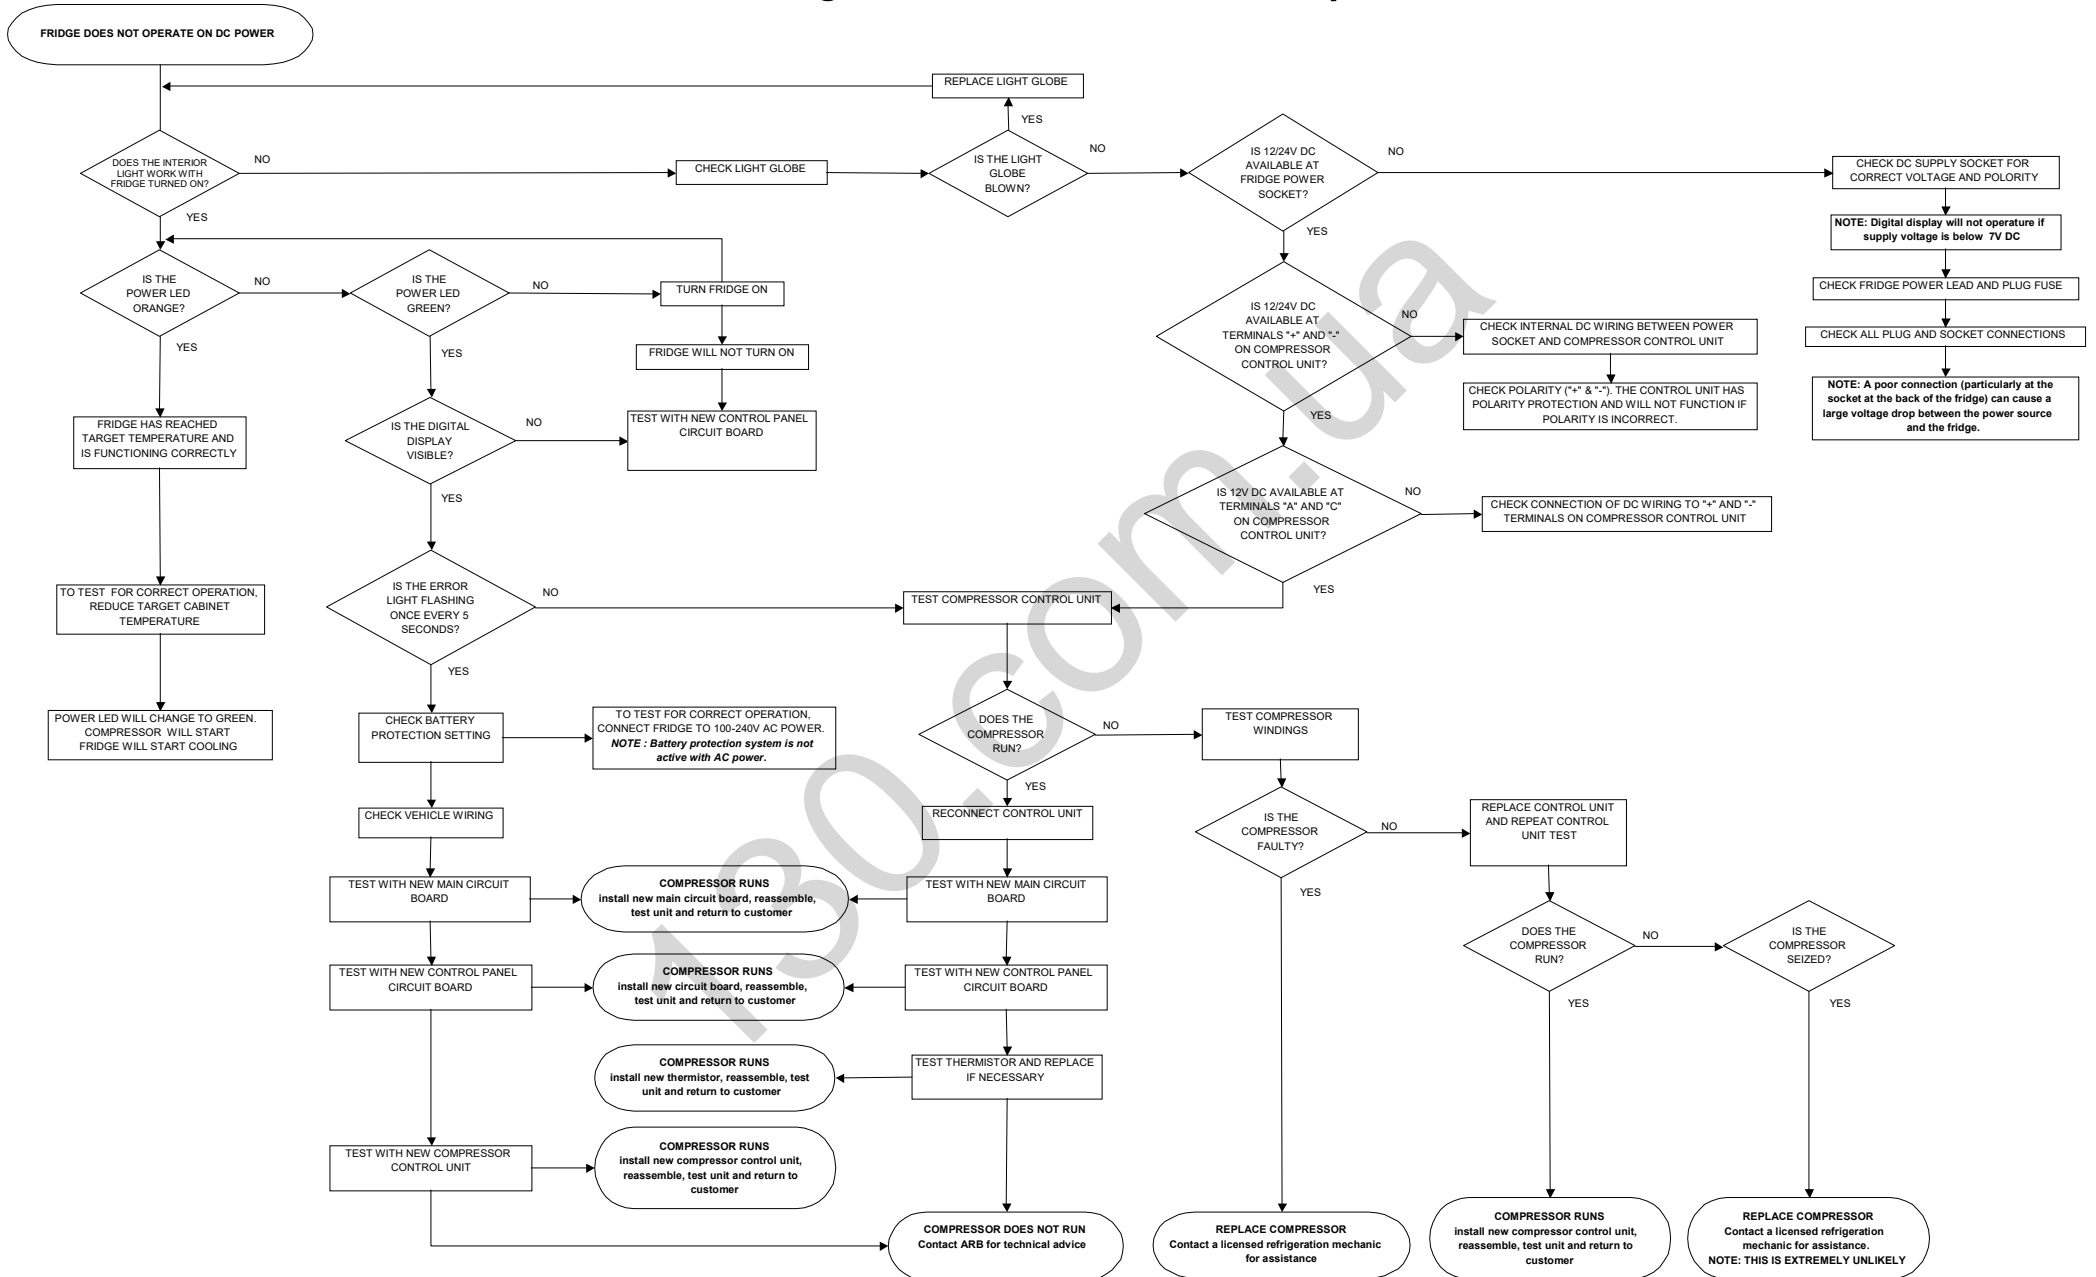 FRIDGE DOES NOT OPERATE ON DC POWER
REPLACE LIGHT GLOBE
YES
DOES THE INTERIOR
LIGHT WORK WITH
FRIDGE TURNED ON?
NO
CHECK LIGHT GLOBE
IS THE LIGHT
GLOBE
BLOWN?
NO
IS 12/24V DC
AVAILABLE AT
FRIDGE POWER
SOCKET?
NO
CHECK DC SUPPLY SOCKET FOR
CORRECT VOLTAGE AND POLORITY
YES
YES
NOTE: Digital display will not operature if
supply voltage is below 7V DC
IS THE
POWER LED
ORANGE?
NO
IS THE
POWER LED
GREEN?
NO
TURN FRIDGE ON
CHECK FRIDGE POWER LEAD AND PLUG FUSE
IS 12/24V DC
AVAILABLE AT
TERMINALS "+" AND "-"
ON COMPRESSOR
CONTROL UNIT?
NO
CHECK INTERNAL DC WIRING BETWEEN POWER
SOCKET AND COMPRESSOR CONTROL UNIT
CHECK ALL PLUG AND SOCKET CONNECTIONS
YES
YES
FRIDGE WILL NOT TURN ON
CHECK POLARITY ("+" & "-"). THE CONTROL UNIT HAS
POLARITY PROTECTION AND WILL NOT FUNCTION IF
POLARITY IS INCORRECT.
NOTE: A poor connection (particularly at the
socket at the back of the fridge) can cause a
large voltage drop between the power source
and the fridge.
YES
FRIDGE HAS REACHED
TARGET TEMPERATURE AND
IS FUNCTIONING CORRECTLY
IS THE DIGITAL
DISPLAY
VISIBLE?
NO
TEST WITH NEW CONTROL PANEL
CIRCUIT BOARD
YES
IS 12V DC AVAILABLE AT
TERMINALS "A" AND "C"
ON COMPRESSOR
CONTROL UNIT?
NO
CHECK CONNECTION OF DC WIRING TO "+" AND "-"
TERMINALS ON COMPRESSOR CONTROL UNIT
YES
TO TEST FOR CORRECT OPERATION,
REDUCE TARGET CABINET
TEMPERATURE
IS THE ERROR
LIGHT FLASHING
ONCE EVERY 5
SECONDS?
NO
TEST COMPRESSOR CONTROL UNIT
YES
POWER LED WILL CHANGE TO GREEN.
COMPRESSOR WILL START
FRIDGE WILL START COOLING
CHECK BATTERY
PROTECTION SETTING
TO TEST FOR CORRECT OPERATION,
CONNECT FRIDGE TO 100-240V AC POWER.
NOTE : Battery protection system is not
active with AC power.
DOES THE
COMPRESSOR
RUN?
NO
TEST COMPRESSOR
WINDINGS
YES
CHECK VEHICLE WIRING
RECONNECT CONTROL UNIT
IS THE
COMPRESSOR
FAULTY?
NO
REPLACE CONTROL UNIT
AND REPEAT CONTROL
UNIT TEST
YES
TEST WITH NEW MAIN CIRCUIT
BOARD
COMPRESSOR RUNS
install new main circuit board, reassemble,
test unit and return to customer
TEST WITH NEW MAIN CIRCUIT
BOARD
DOES THE
COMPRESSOR
RUN?
NO
IS THE
COMPRESSOR
SEIZED?
YES
YES
TEST WITH NEW CONTROL PANEL
CIRCUIT BOARD
COMPRESSOR RUNS
install new circuit board, reassemble,
test unit and return to customer
TEST WITH NEW CONTROL PANEL
CIRCUIT BOARD
COMPRESSOR RUNS
install new thermistor, reassemble, test
unit and return to customer
TEST THERMISTOR AND REPLACE
IF NECESSARY
TEST WITH NEW COMPRESSOR
CONTROL UNIT
COMPRESSOR RUNS
install new compressor control unit,
reassemble, test unit and return to
customer
COMPRESSOR DOES NOT RUN
Contact ARB for technical advice
REPLACE COMPRESSOR
Contact a licensed refrigeration mechanic
for assistance
COMPRESSOR RUNS
install new compressor control unit,
reassemble, test unit and return to
customer
REPLACE COMPRESSOR
Contact a licensed refrigeration
mechanic for assistance.
NOTE: THIS IS EXTREMELY UNLIKELY
130.com.ua